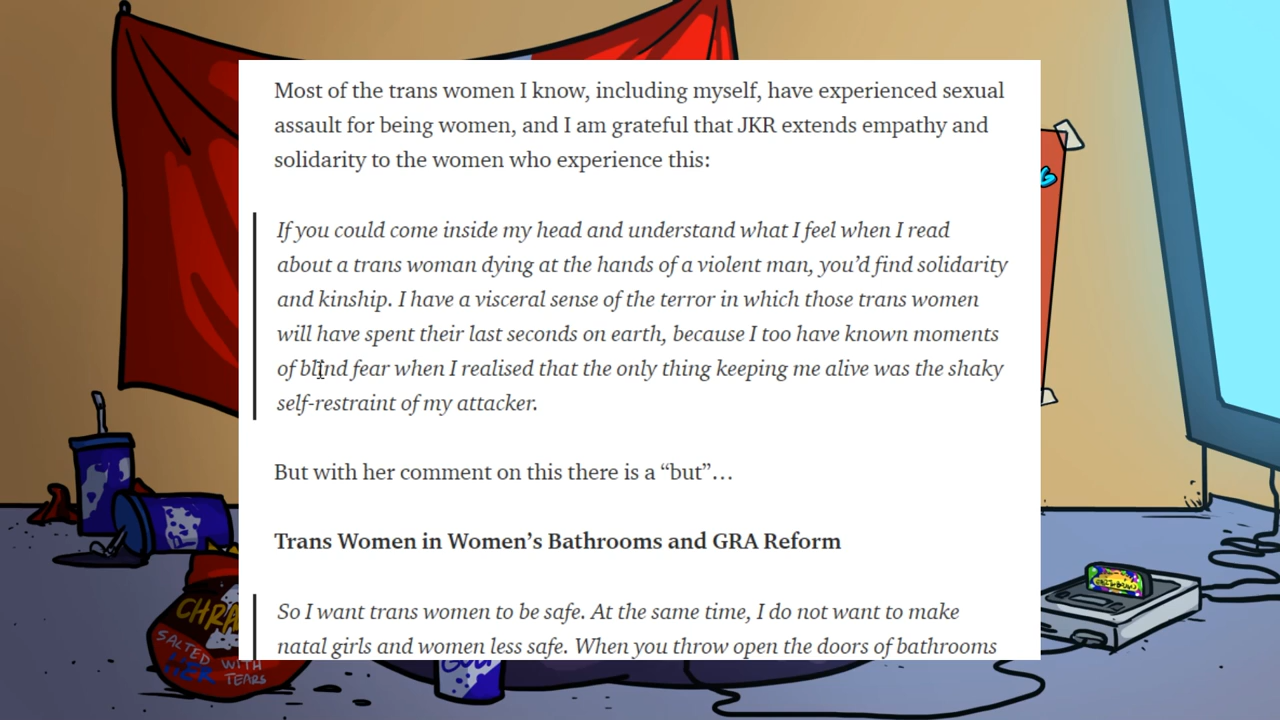 Most of the trans women I know, including myself, have experienced sexual
assault for being women, and I am grateful that JKR extends empathy and
solidarity to the women who experience this:
If you could come inside my head and understand what I feel when I read
about a trans woman dying at the hands of a violent man, you’d find solidarity
and kinship. I have a visceral sense of the terror in which those trans women
will have spent their last seconds on earth, because I too have known moments
of blind fear when I realised that the only thing keeping me alive was the shaky
self-restraint of my attacker.
But with her comment on this there is a “but”…
Trans Women in Women’s Bathrooms and GRA Reform
So I want trans women to be safe. At the same time, I do not want to make
natal girls and women less safe. When you throw open the doors of bathrooms
SALTED WITH
TEARS